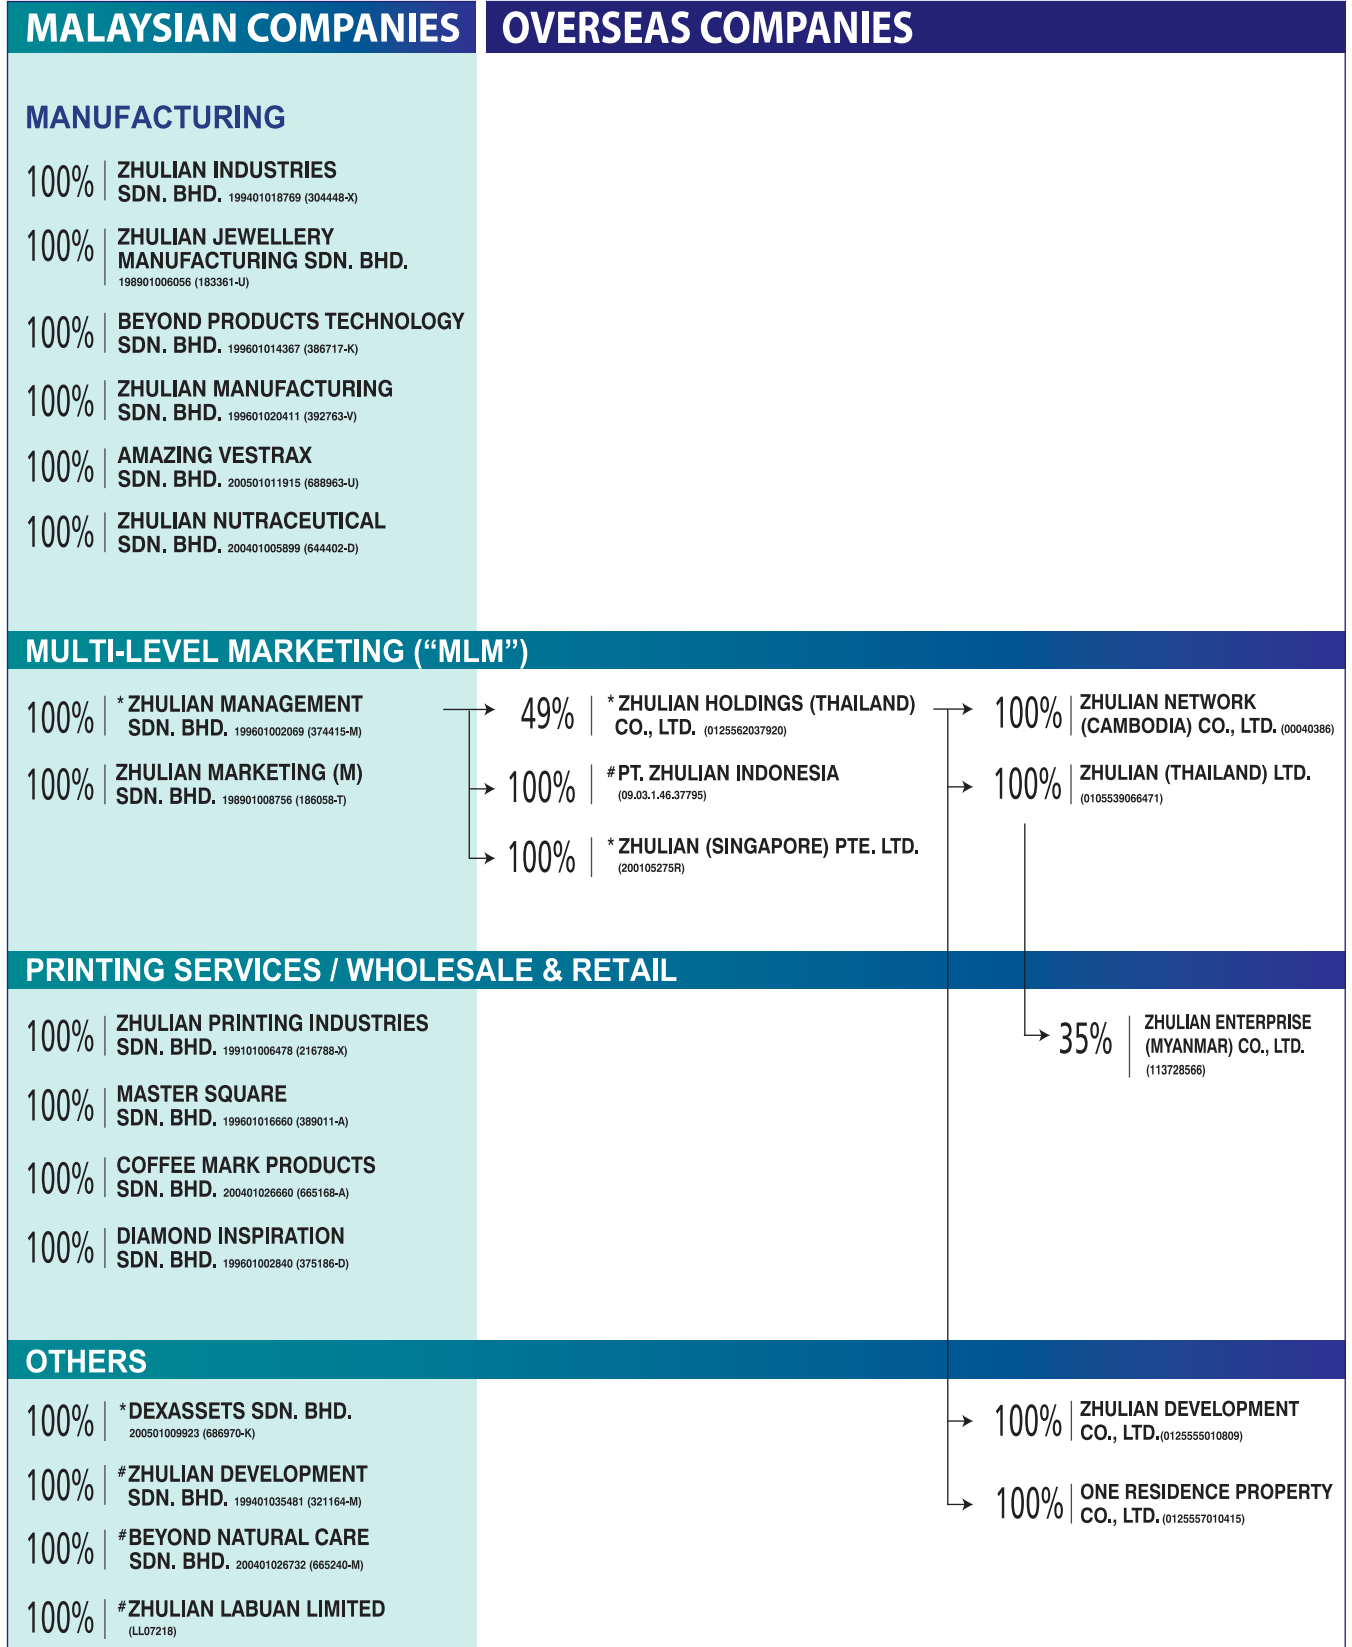 MALAYSIAN COMPANIES
OVERSEAS COMPANIES
MANUFACTURING
100%
ZHULIAN INDUSTRIES
SDN. BHD. 199401018769 (304448-X)
100%
ZHULIAN JEWELLERY
MANUFACTURING SDN. BHD.
198901006056 (183361-U)
100%
BEYOND PRODUCTS TECHNOLOGY
SDN. BHD. 199601014367 (386717-K)
100%
ZHULIAN MANUFACTURING
SDN. BHD. 199601020411 (392763-V)
100%
AMAZING VESTRAX
SDN. BHD. 200501011915 (688963-U)
100%
ZHULIAN NUTRACEUTICAL
SDN. BHD. 200401005899 (644402-D)
MULTI-LEVEL MARKETING (“MLM”)
100%
* ZHULIAN MANAGEMENT
SDN. BHD. 199601002069 (374415-M)
100%
ZHULIAN MARKETING (M)
SDN. BHD. 198901008756 (186058-T)
49%
* ZHULIAN HOLDINGS (THAILAND)
CO., LTD. (0125562037920)
100%
# PT. ZHULIAN INDONESIA
(09.03.1.46.37795)
100%
* ZHULIAN (SINGAPORE) PTE. LTD.
(200105275R)
100%
ZHULIAN NETWORK
(CAMBODIA) CO., LTD. (00040386)
100%
ZHULIAN (THAILAND) LTD.
(0105539066471)
PRINTING SERVICES / WHOLESALE & RETAIL
100%
ZHULIAN PRINTING INDUSTRIES
SDN. BHD. 199101006478 (216788-X)
100%
MASTER SQUARE
SDN. BHD. 199601016660 (389011-A)
100%
COFFEE MARK PRODUCTS
SDN. BHD. 200401026660 (665168-A)
100%
DIAMOND INSPIRATION
SDN. BHD. 199601002840 (375186-D)
35%
ZHULIAN ENTERPRISE
(MYANMAR) CO., LTD.
(113728566)
OTHERS
100%
* DEXASSETS SDN. BHD.
200501009923 (686970-K)
100%
# ZHULIAN DEVELOPMENT
SDN. BHD. 199401035481 (321164-M)
100%
# BEYOND NATURAL CARE
SDN. BHD. 200401026732 (665240-M)
100%
# ZHULIAN LABUAN LIMITED
(LL07218)
100%
ZHULIAN DEVELOPMENT
CO., LTD. (0125555010809)
100%
ONE RESIDENCE PROPERTY
CO., LTD. (0125557010415)